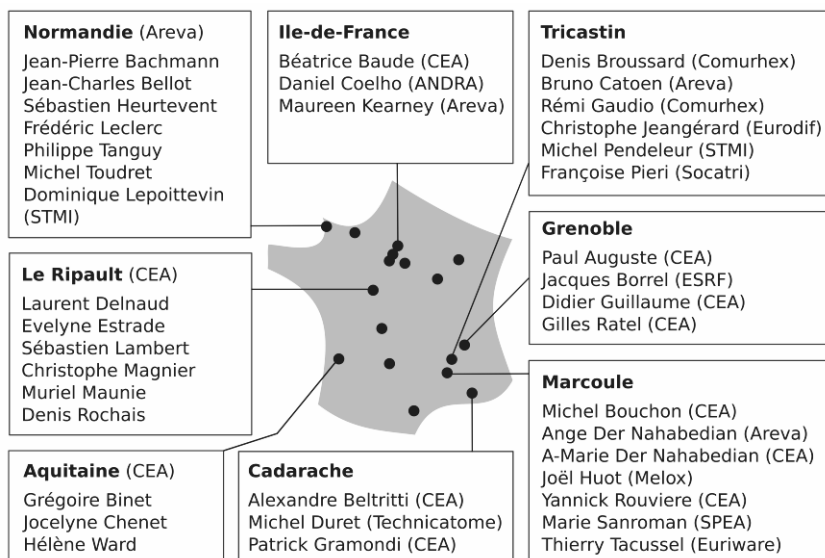 Normandie (Areva)
Jean-Pierre Bachmann
Jean-Charles Bellot
Sébastien Heurtevent
Frédéric Leclerc
Philippe Tanguy
Michel Toudret
Dominique Lepoittevin
(STMI)
Ile-de-France
Béatrice Baude (CEA)
Daniel Coelho (ANDRA)
Maureen Kearney (Areva)
Tricastin
Denis Broussard (Comurhex)
Bruno Catoen (Areva)
Rémi Gaudio (Comurhex)
Christophe Jeangérard (Eurodif)
Michel Pendeleur (STMI)
Françoise Pieri (Socatri)
Grenoble
Paul Auguste (CEA)
Jacques Borrel (ESRF)
Didier Guillaume (CEA)
Gilles Ratel (CEA)
Le Ripault (CEA)
Laurent Delnaud
Evelyne Estrade
Sébastien Lambert
Christophe Magnier
Muriel Maunie
Denis Rochais
Marcoule
Michel Bouchon (CEA)
Ange Der Nahabedian (Areva)
A-Marie Der Nahabedian (CEA)
Joël Huot (Melox)
Yannick Rouviere (CEA)
Marie Sanroman (SPEA)
Thierry Tacussel (Euriware)
Aquitaine (CEA)
Grégoire Binet
Jocelyne Chenet
Hélène Ward
Cadarache
Alexandre Beltritti (CEA)
Michel Duret (Technicatome)
Patrick Gramondi (CEA)